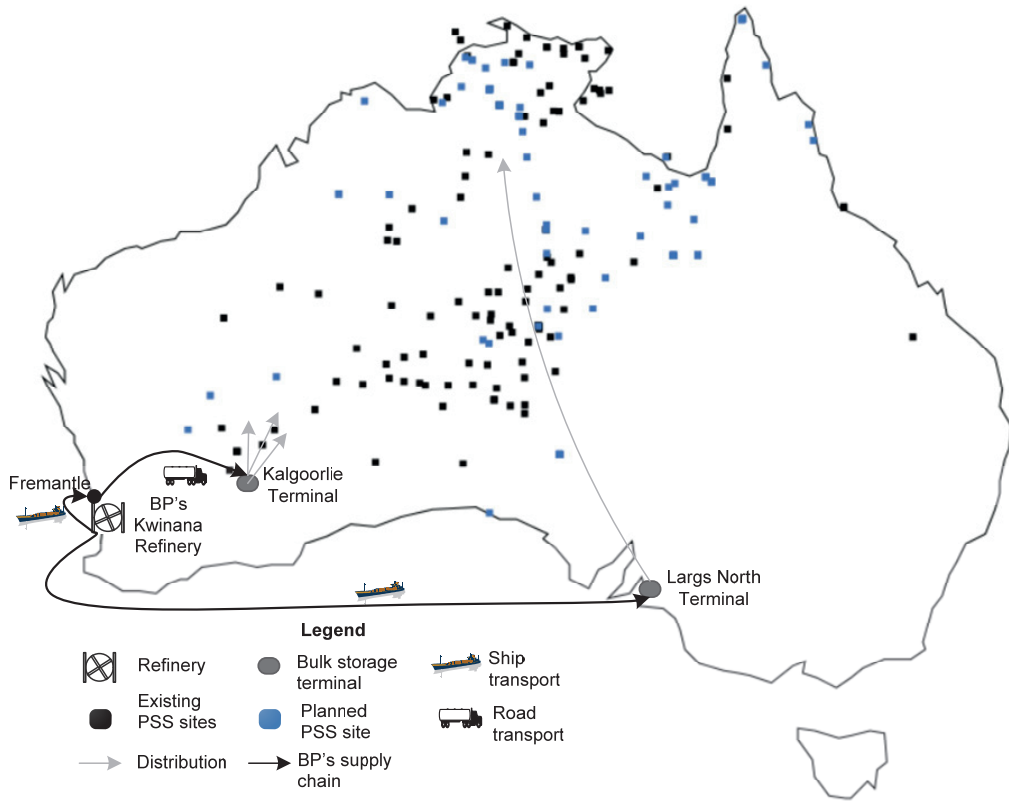 Fremantle
BP's
Kwinana
Refinery
Kalgoorlie
Terminal
Largs North
Terminal
Legend
Refinery
Bulk storage
terminal
Ship
transport
Existing
PSS sites
Planned
PSS site
Road
transport
Distribution
BP's supply
chain